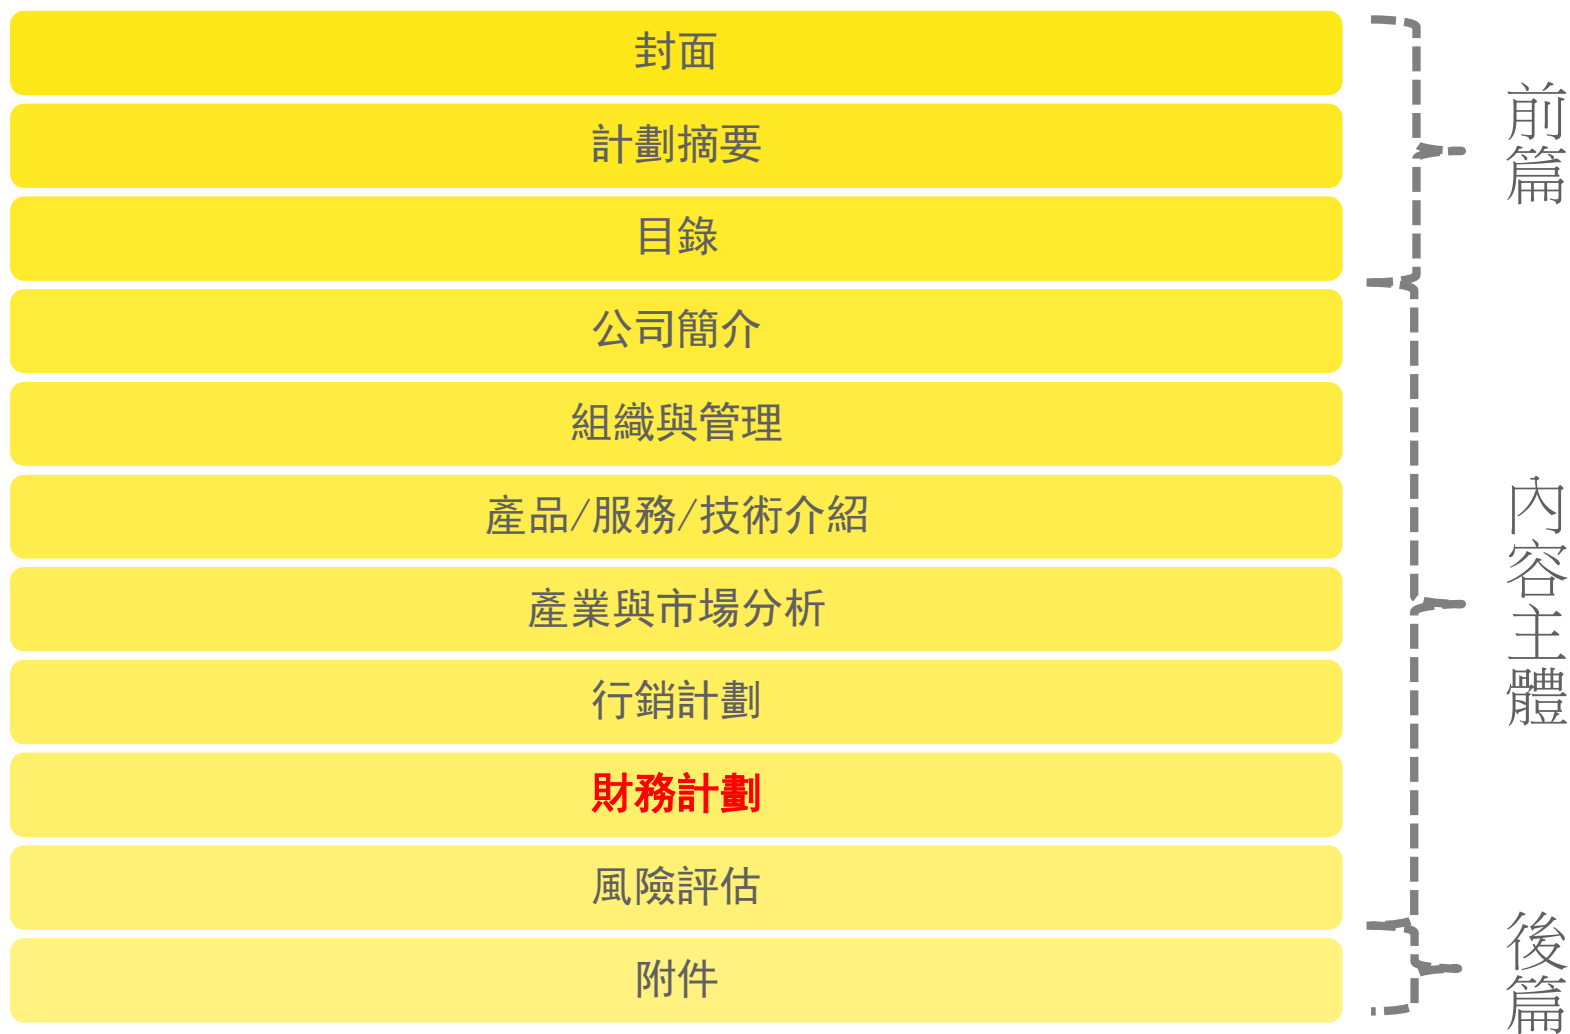 封面
計劃摘要
目錄
公司簡介
組織與管理
產品/服務/技術介紹
產業與市場分析
行銷計劃
財務計劃
風險評估
附件
前篇
內容主體
後篇